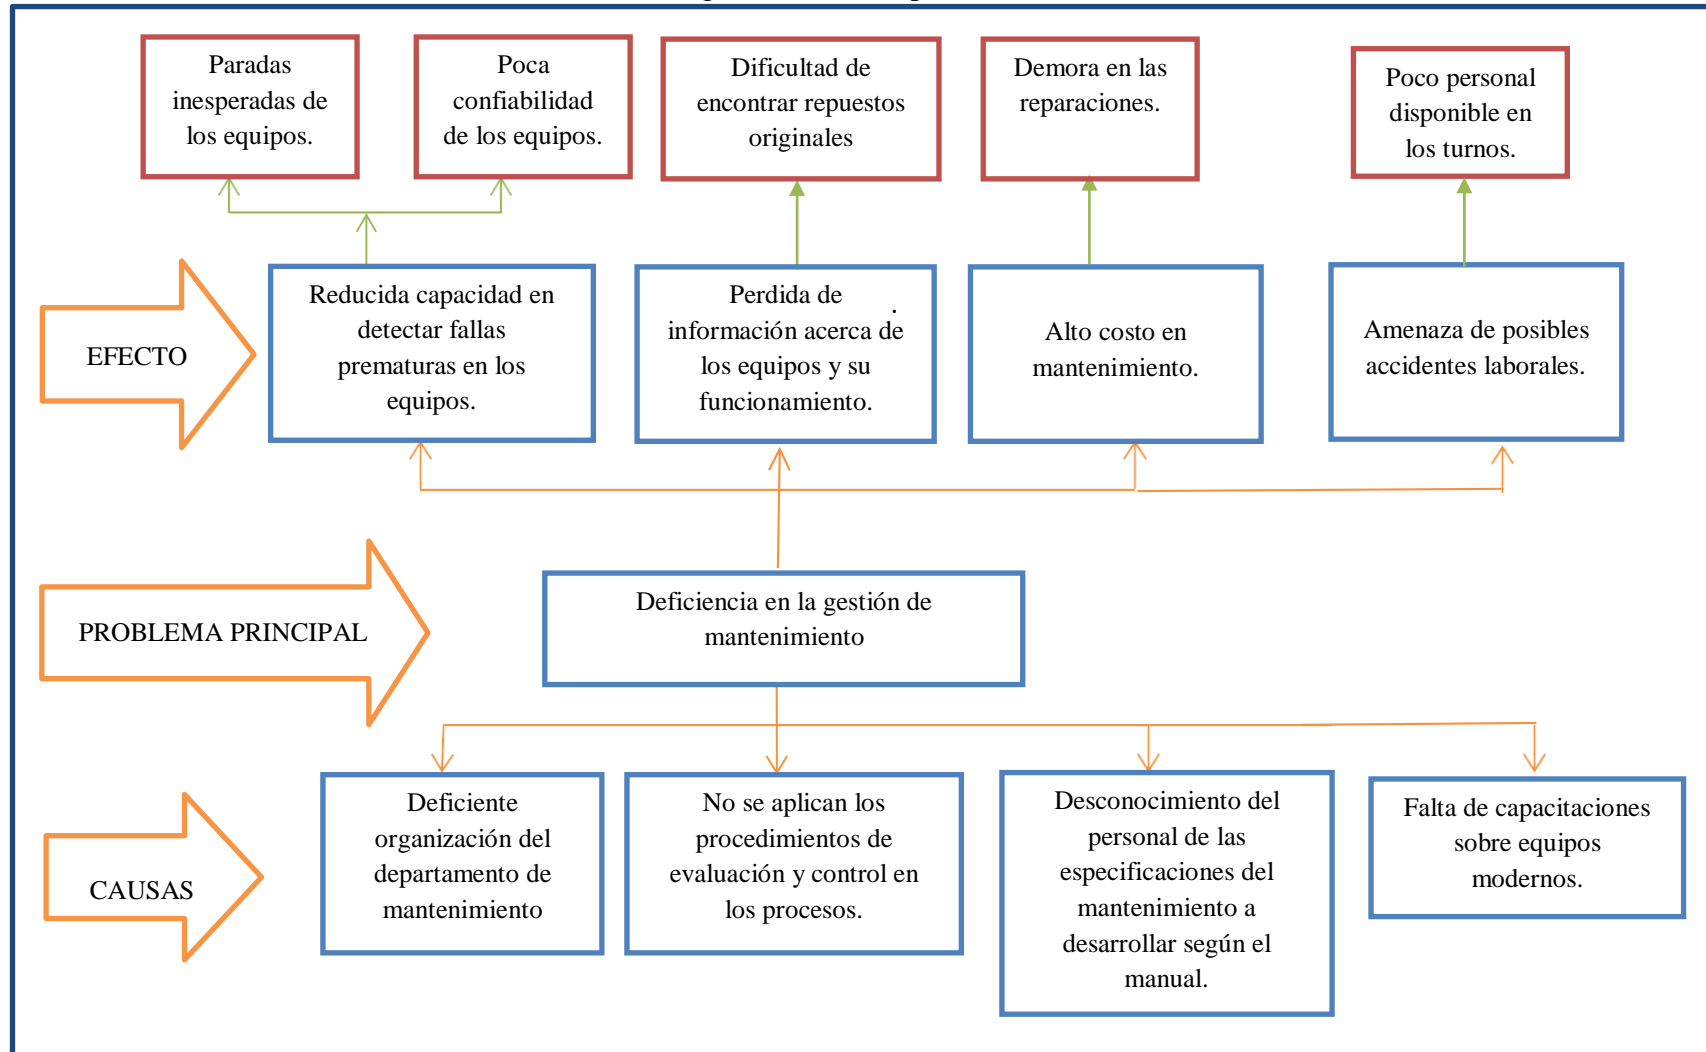 Paradas
inesperadas de
los equipos.
Poca
confiabilidad
de los equipos.
Dificultad de
encontrar repuestos
originales
Demora en las
reparaciones.
Poco personal
disponible en
los turnos.
EFECTO
Reducida capacidad en
detectar fallas
prematuras en los
equipos.
Perdida de
información acerca de
los equipos y su
funcionamiento.
.
Alto costo en
mantenimiento.
Amenaza de posibles
accidentes laborales.
PROBLEMA PRINCIPAL
Deficiencia en la gestión de
mantenimiento
CAUSAS
Deficiente
organización del
departamento de
mantenimiento
No se aplican los
procedimientos de
evaluación y control en
los procesos.
Desconocimiento del
personal de las
especificaciones del
mantenimiento a
desarrollar según el
manual.
Falta de capacitaciones
sobre equipos
modernos.